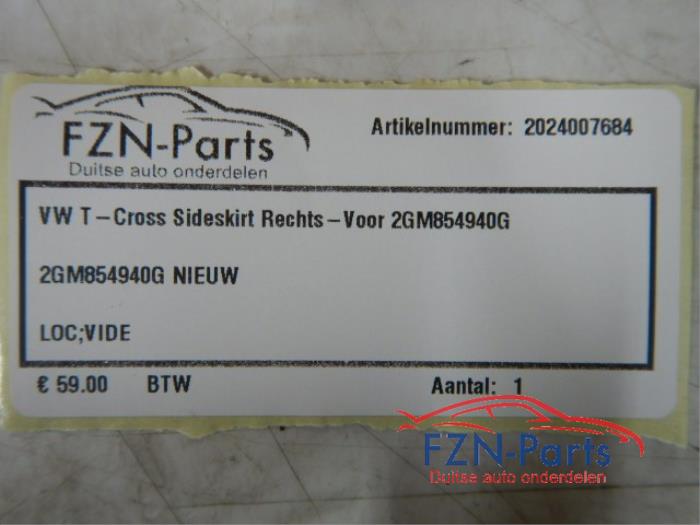 FZN-Parts
Duitse auto onderdelen
Artikelnummer: 2024007684
VW T-Cross Sideskirt Rechts-Voor 2GM854940G
2GM854940G NIEUW
LOC;VIDE
€ 59.00 BTW Aantal: 1
FZN-Parts
Duitse auto onderdelen